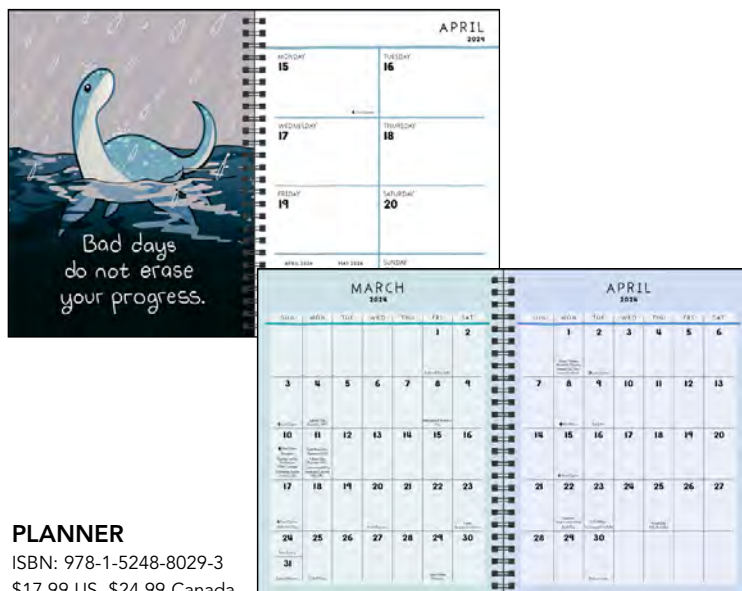 APRIL
2024
MONDAY
15
TUESDAY
16
WEDNESDAY
17
THURSDAY
18
FRIDAY
19
SATURDAY
20
APRIL 2024 MAY 2024 SUNDAY
Bad days
do not erase
your progress.
MARCH
2024
SUN MON TUE WED THU FRI SAT
1 2
3 4 5 6 7 8 9
10 11 12 13 14 15 16
17 18 19 20 21 22 23
24 25 26 27 28 29 30
31
APRIL
2024
SUN MON TUE WED THU FRI SAT
1 2 3 4 5 6
7 8 9 10 11 12 13
14 15 16 17 18 19 20
21 22 23 24 25 26 27
28 29 30
PLANNER
ISBN: 978-1-5248-8029-3
$17.99 US, $24.99 Canada